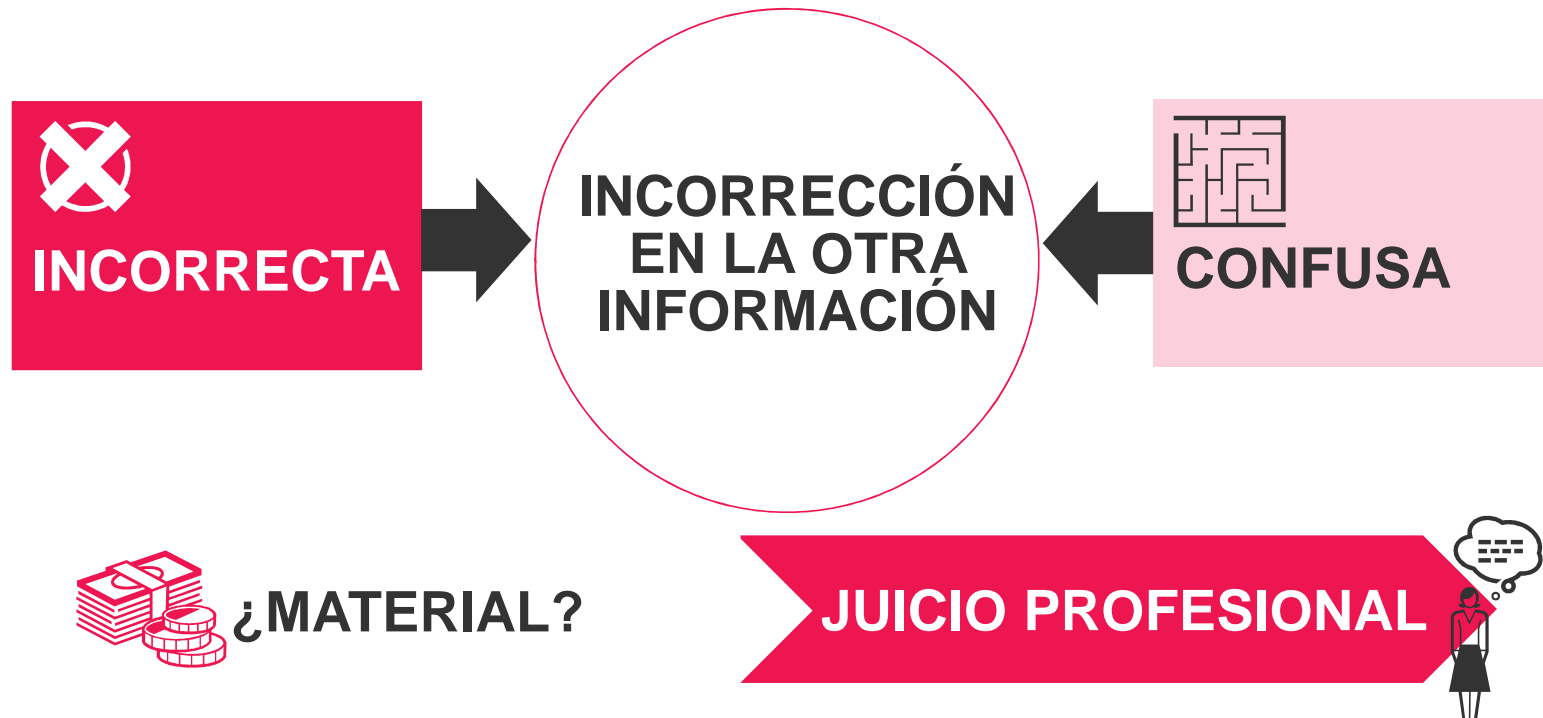 INCORRECTA
INCORRECCIÓN
EN LA OTRA
INFORMACIÓN
CONFUSA
¿MATERIAL?
JUICIO PROFESIONAL